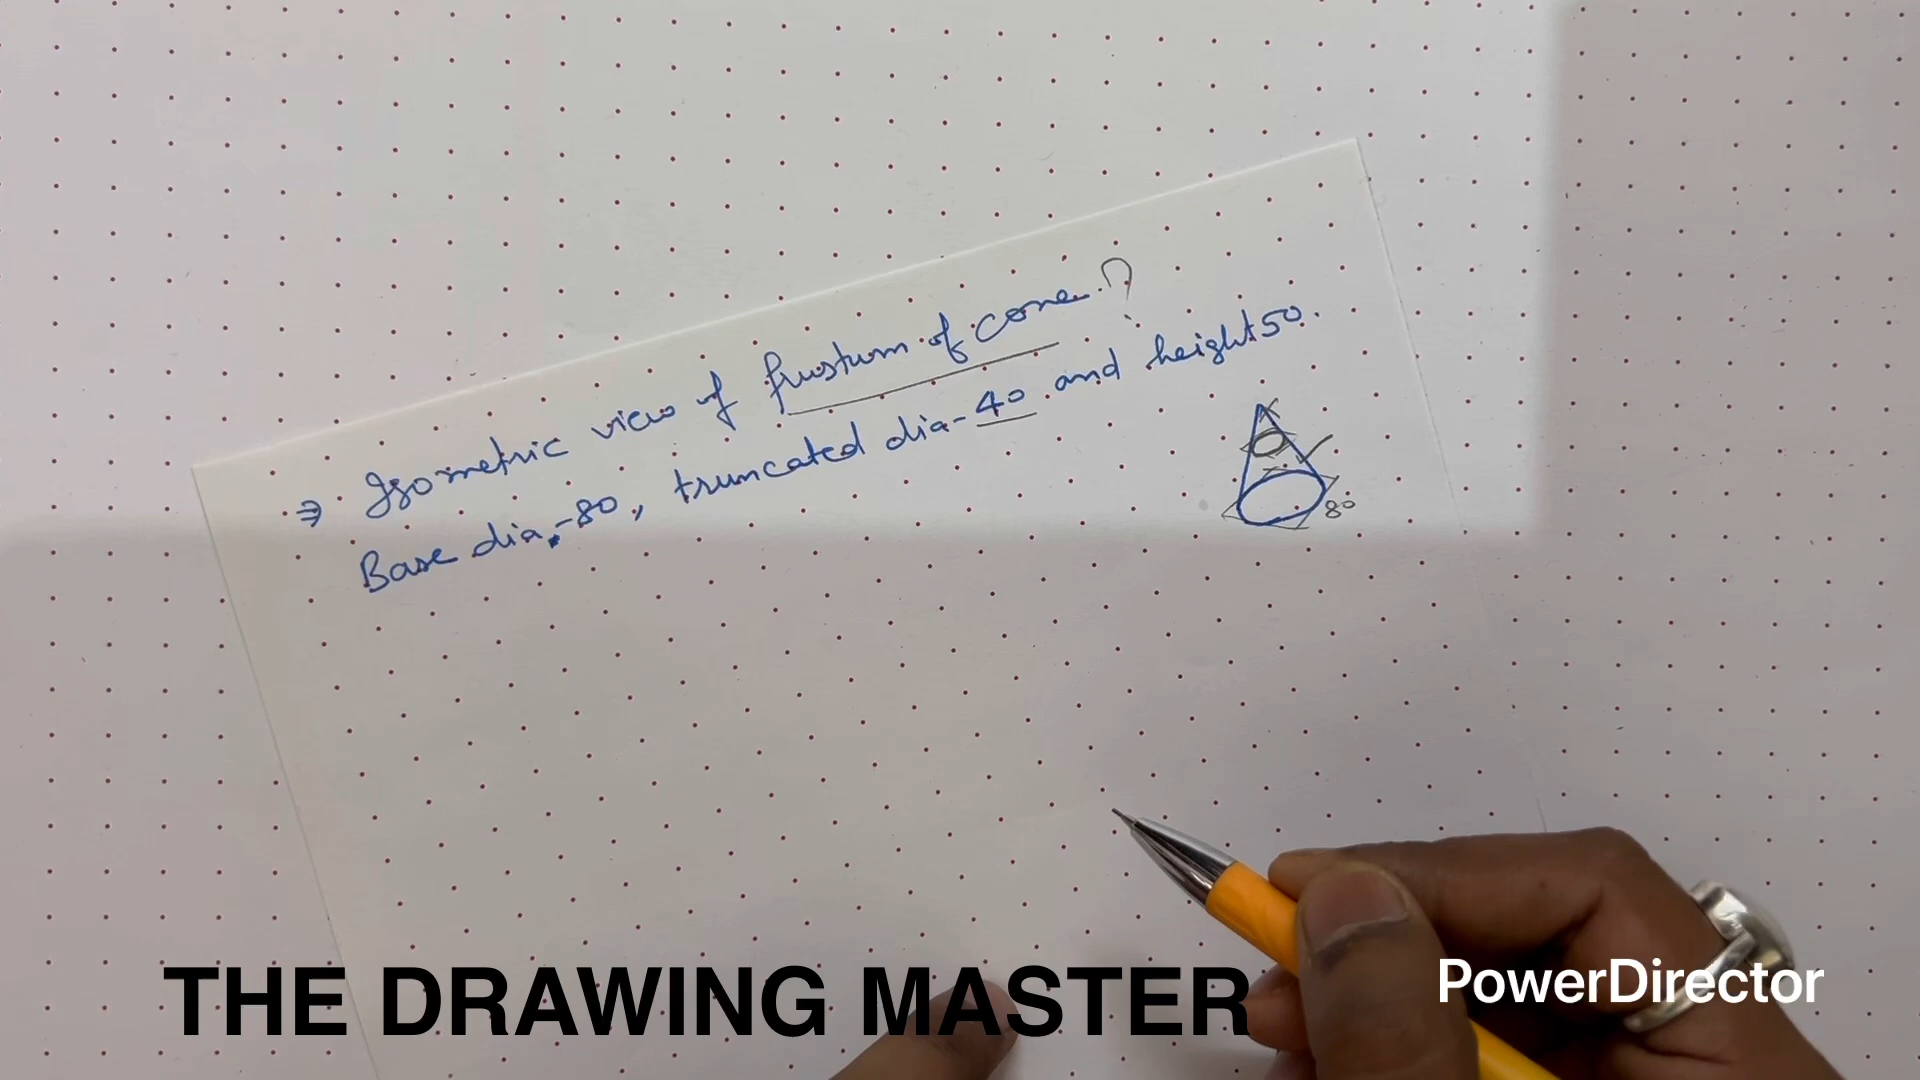 ⇒ Isometric view of frustum of cone.?
Base dia.-80, truncated dia-40 and height 50.
80
THE DRAWING MASTER
PowerDirector